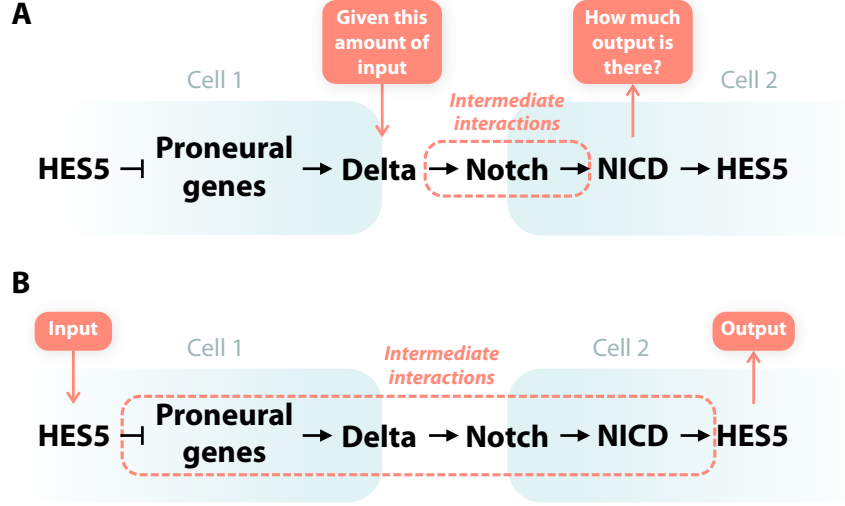 A
Given this
amount of
input
How much
output is
there?
Cell 1
Cell 2
Intermediate
interactions
HES5
Proneural
genes
Delta
Notch
NICD
HES5
B
Input
Output
Cell 1
Cell 2
Intermediate
interactions
HES5
Proneural
genes
Delta
Notch
NICD
HES5